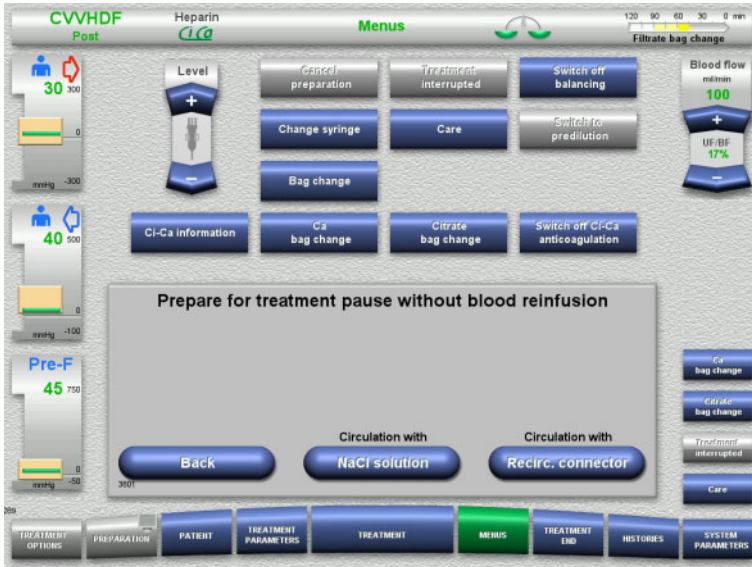 CVVHDF
Post
Heparin
CiCa
Menus
120 90 60 30 0 min
Filtrate bag change
30 300
0
mmHg -300
Level
+
−
Cancel
preparation
Treatment
interrupted
Switch off
balancing
Change syringe
Care
Switch to
predilution
Bag change
Blood flow
ml/min
100
+
UF/BF
17%
−
40 500
0
mmHg -100
Ci-Ca information
Ca
bag change
Citrate
bag change
Switch off Ci-Ca
anticoagulation
Prepare for treatment pause without blood reinfusion
Circulation with
Circulation with
Back
NaCl solution
Recirc. connector
3801
Pre-F
45 750
0
mmHg -50
Ca
bag change
Citrate
bag change
Treatment
interrupted
Care
289
TREATMENT
OPTIONS
PREPARATION
PATIENT
TREATMENT
PARAMETERS
TREATMENT
MENUS
TREATMENT
END
HISTORIES
SYSTEM
PARAMETERS